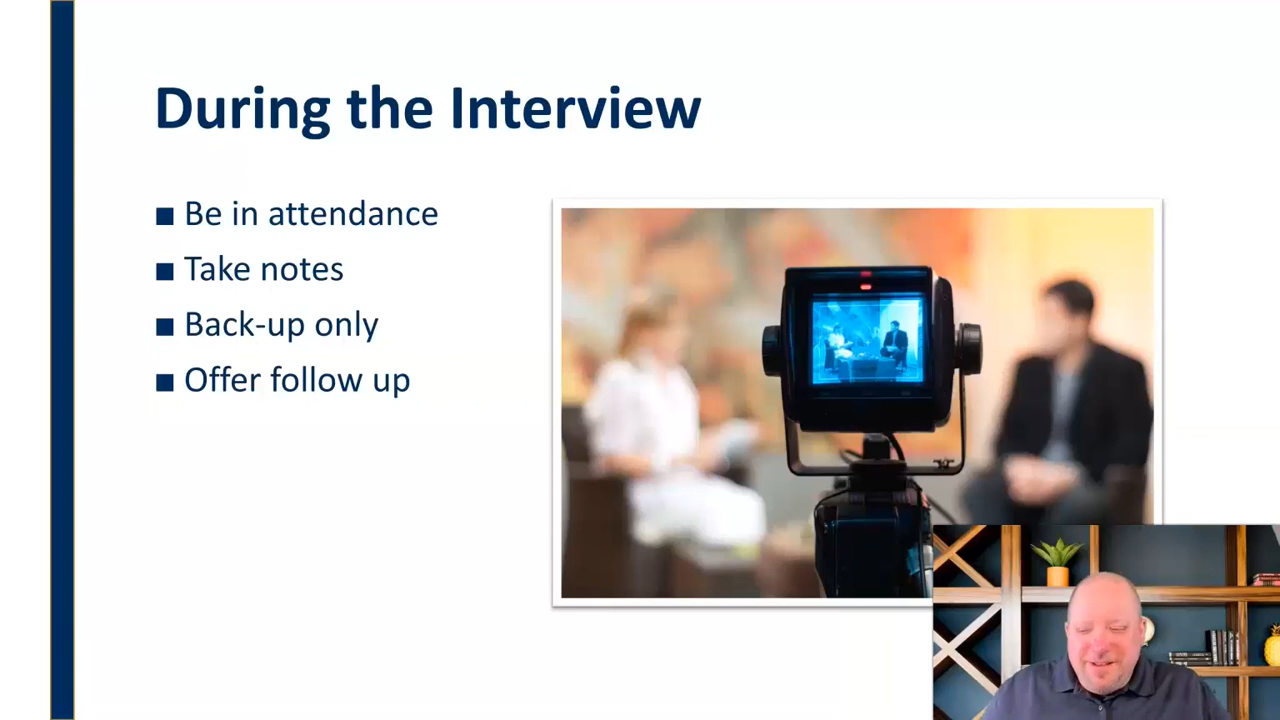 During the Interview
■ Be in attendance
■ Take notes
■ Back-up only
■ Offer follow up